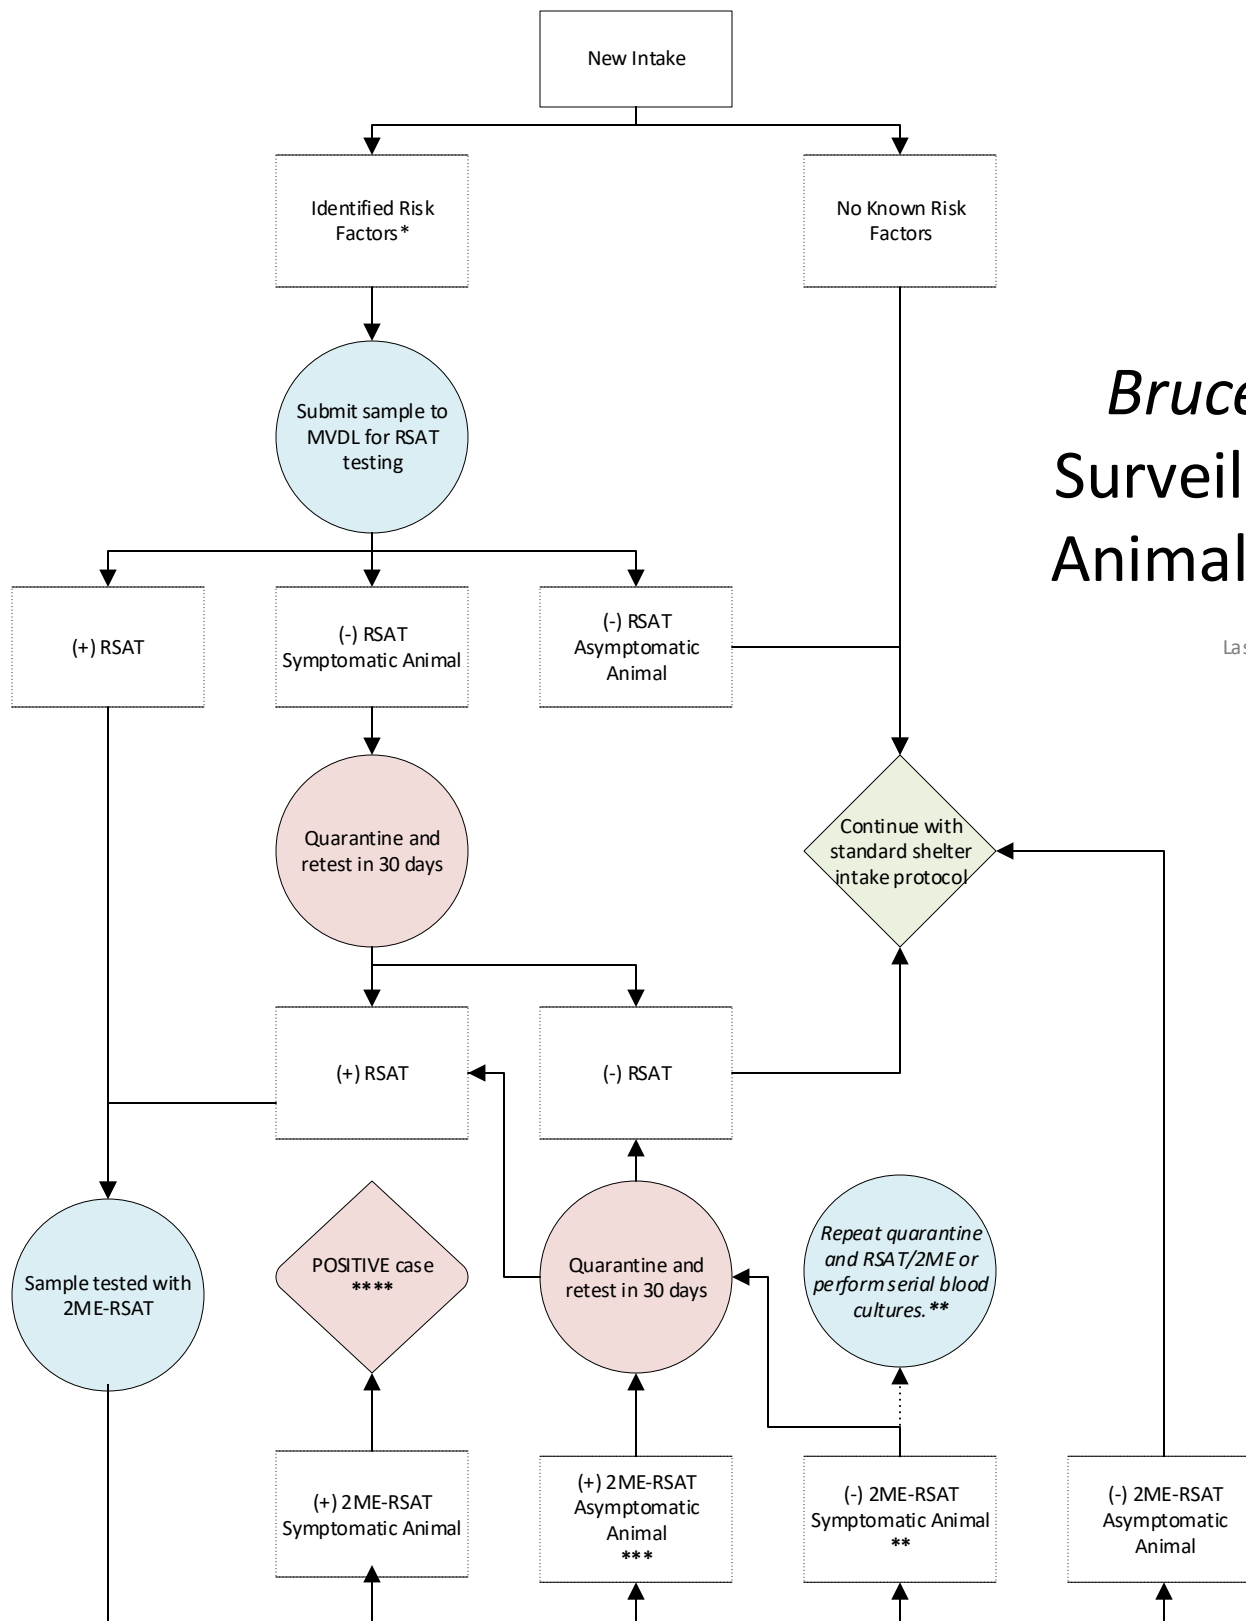 New Intake
Identified Risk
Factors*
No Known Risk
Factors
Submit sample to
MVDL for RSAT
testing
Bruce
Surveil
Animal
Las
(+) RSAT
(-) RSAT
Symptomatic Animal
(-) RSAT
Asymptomatic
Animal
Quarantine and
retest in 30 days
Continue with
standard shelter
intake protocol
(+) RSAT
(-) RSAT
Sample tested with
2ME-RSAT
POSITIVE case
****
Quarantine and
retest in 30 days
Repeat quarantine
and RSAT/2ME or
perform serial blood
cultures.**
(+) 2ME-RSAT
Symptomatic Animal
(+) 2ME-RSAT
Asymptomatic
Animal
***
(-) 2ME-RSAT
Symptomatic Animal
**
(-) 2ME-RSAT
Asymptomatic
Animal